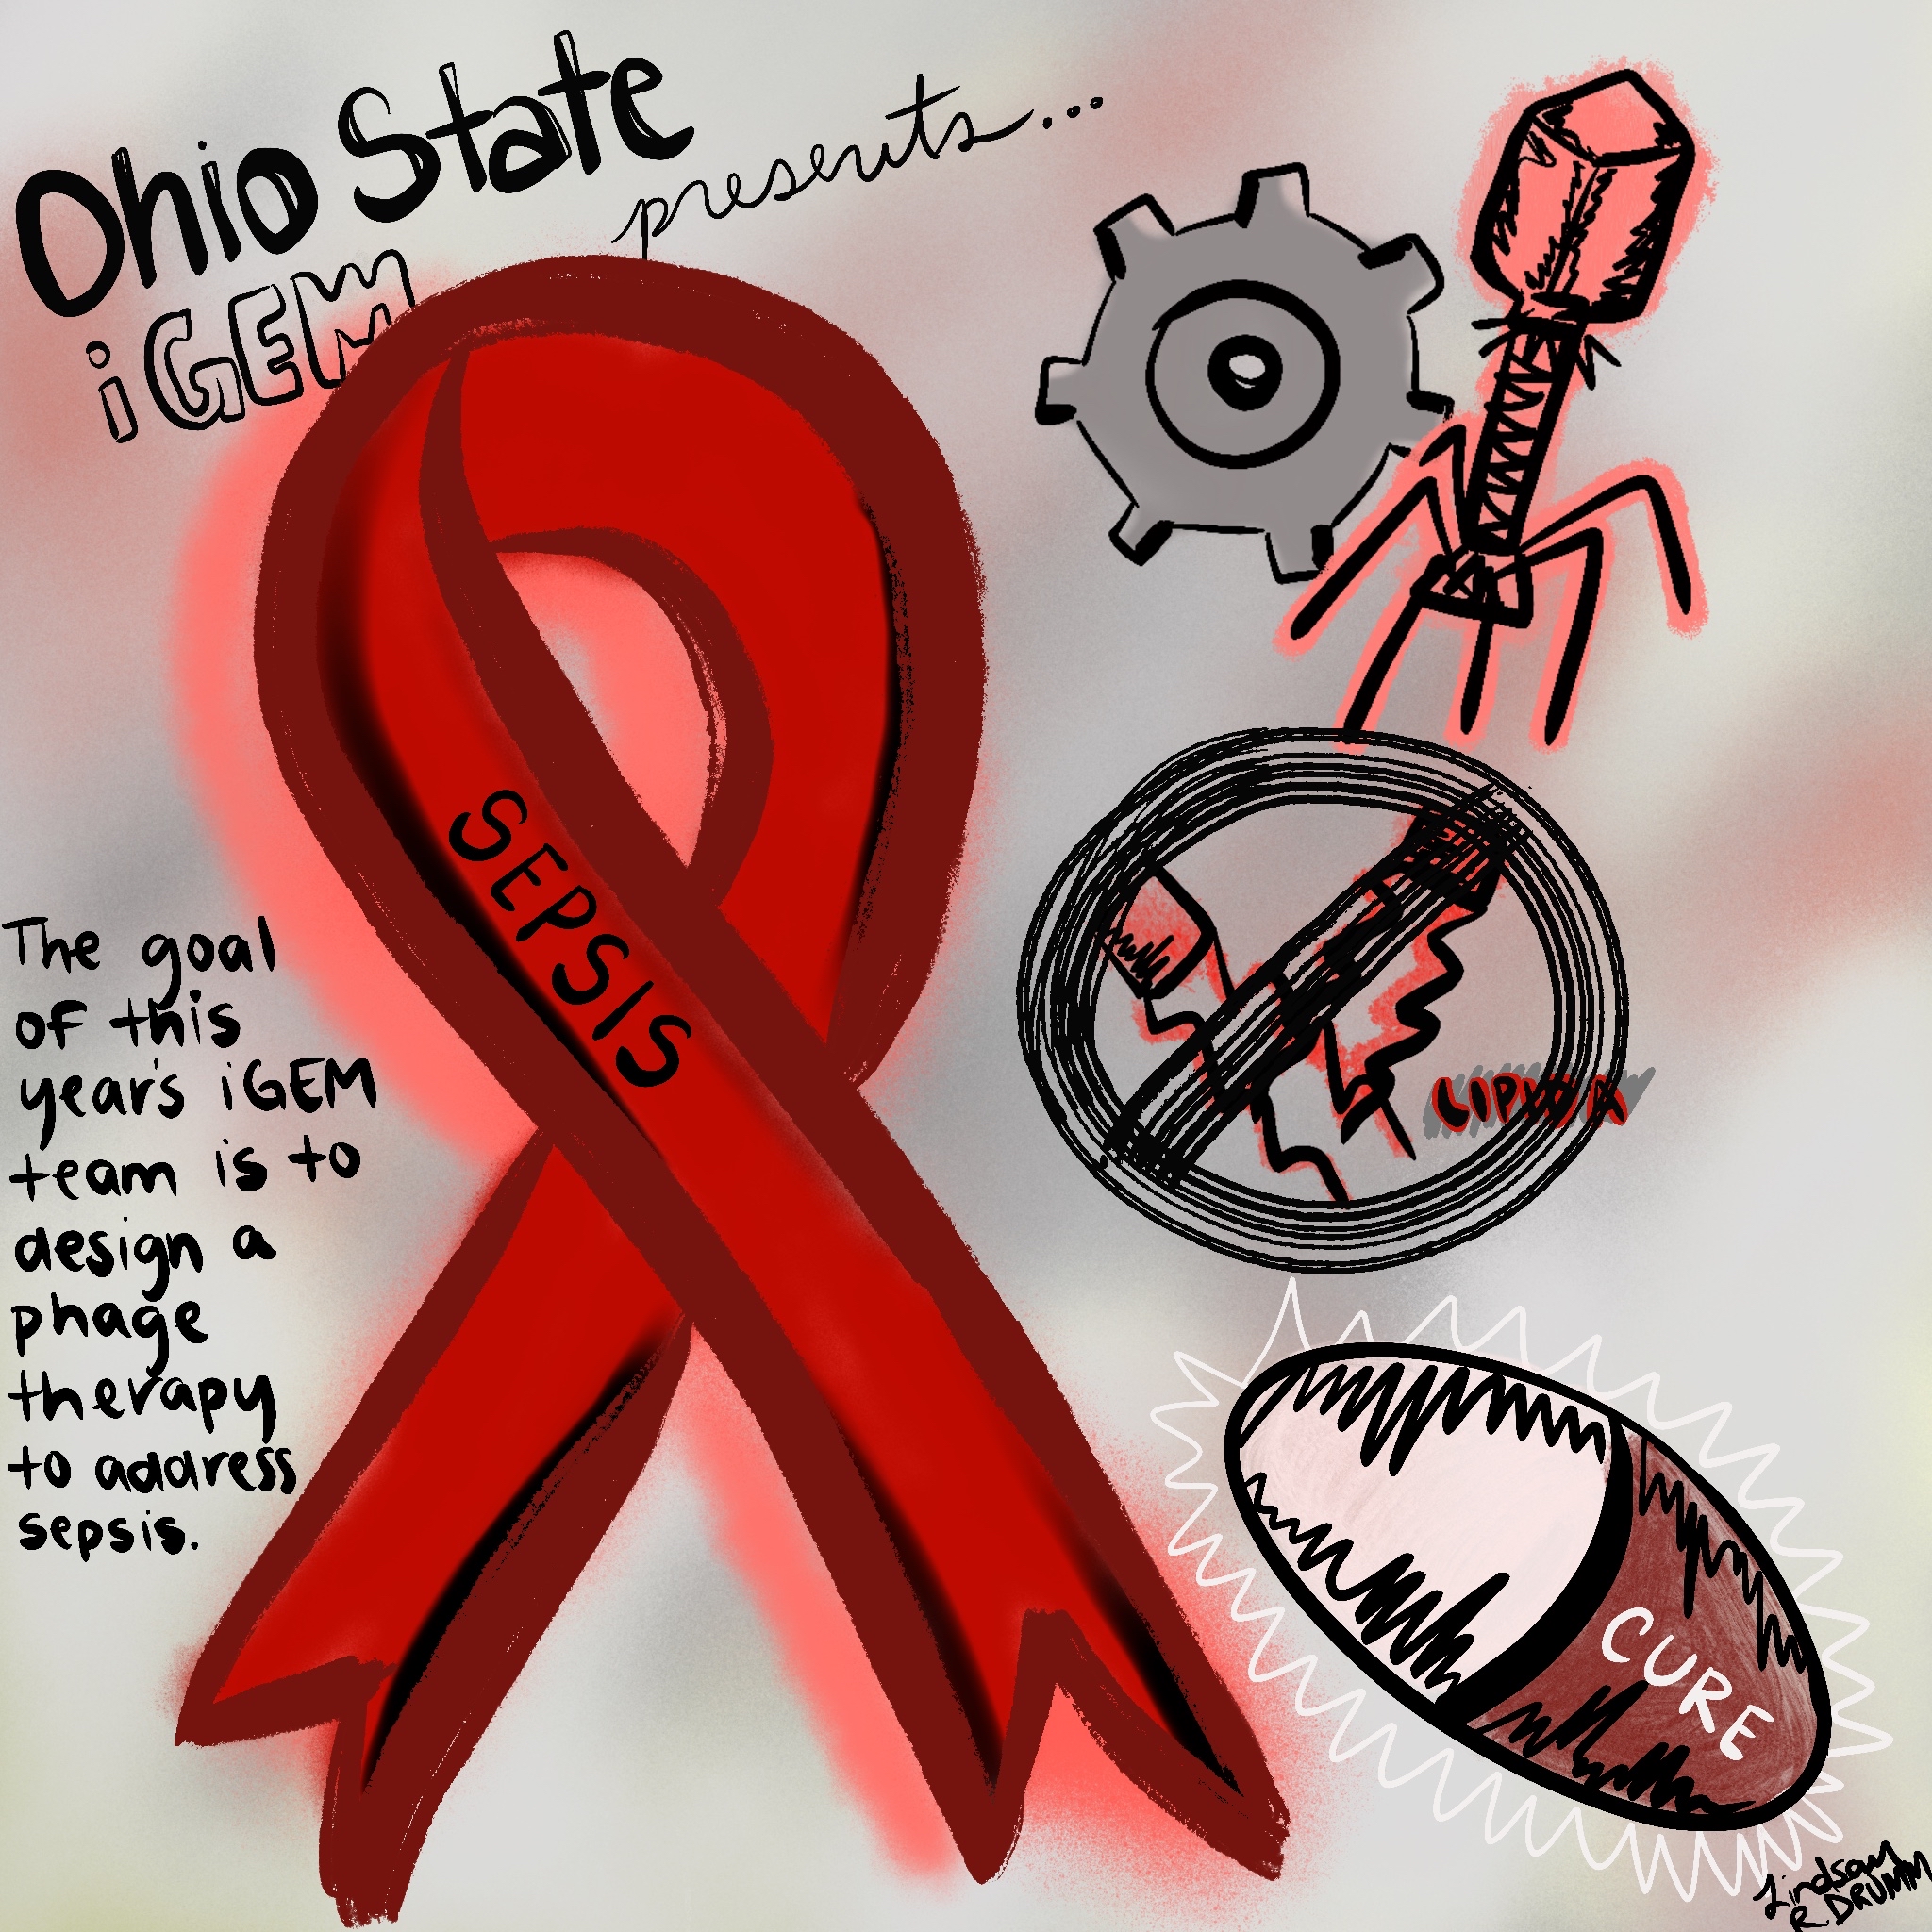 Ohio State
presents...
iGEM
SEPSIS
The goal
of this
year's iGEM
team is to
design a
phage
therapy
to address
sepsis.
LIPID A
CURE
Lindsay
R. DRUMM